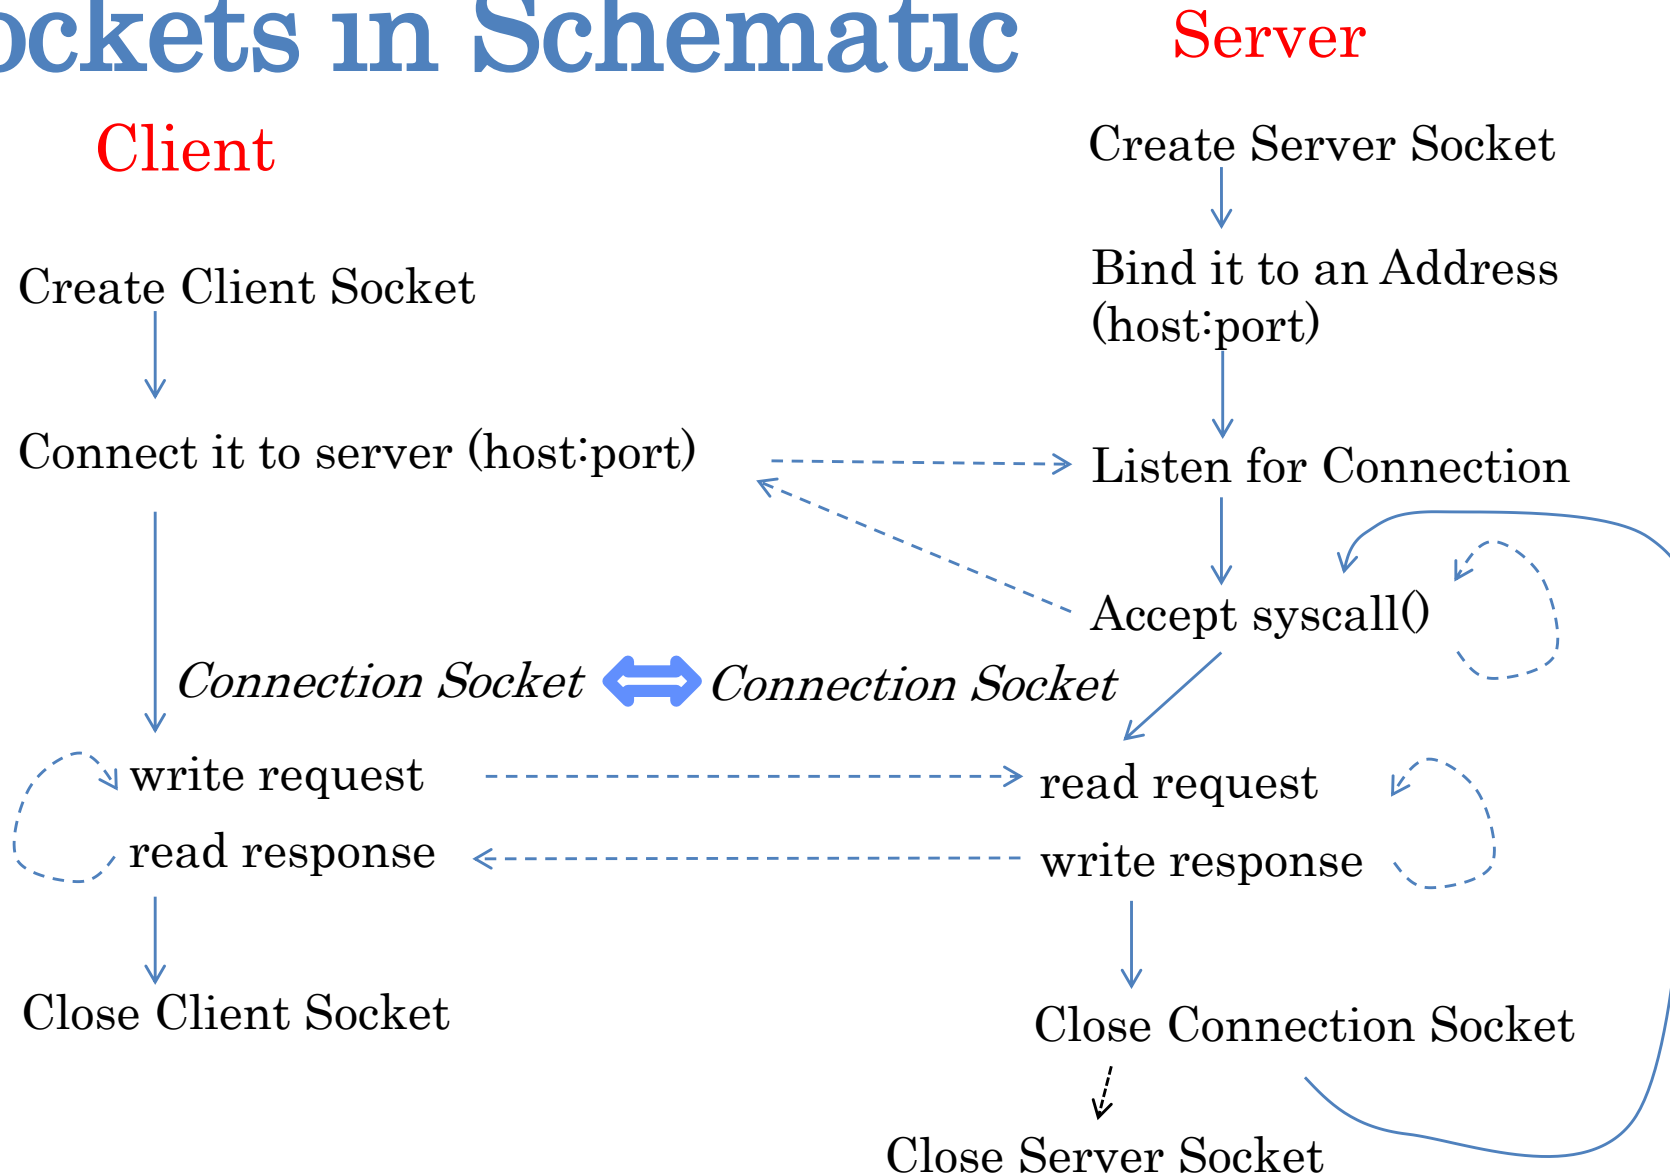 ockets in Schematic
Server
Client
Create Server Socket
Bind it to an Address
(host:port)
Create Client Socket
Connect it to server (host:port)
Listen for Connection
Accept syscall()
Connection Socket
Connection Socket
write request
read request
read response
write response
Close Client Socket
Close Connection Socket
Close Server Socket